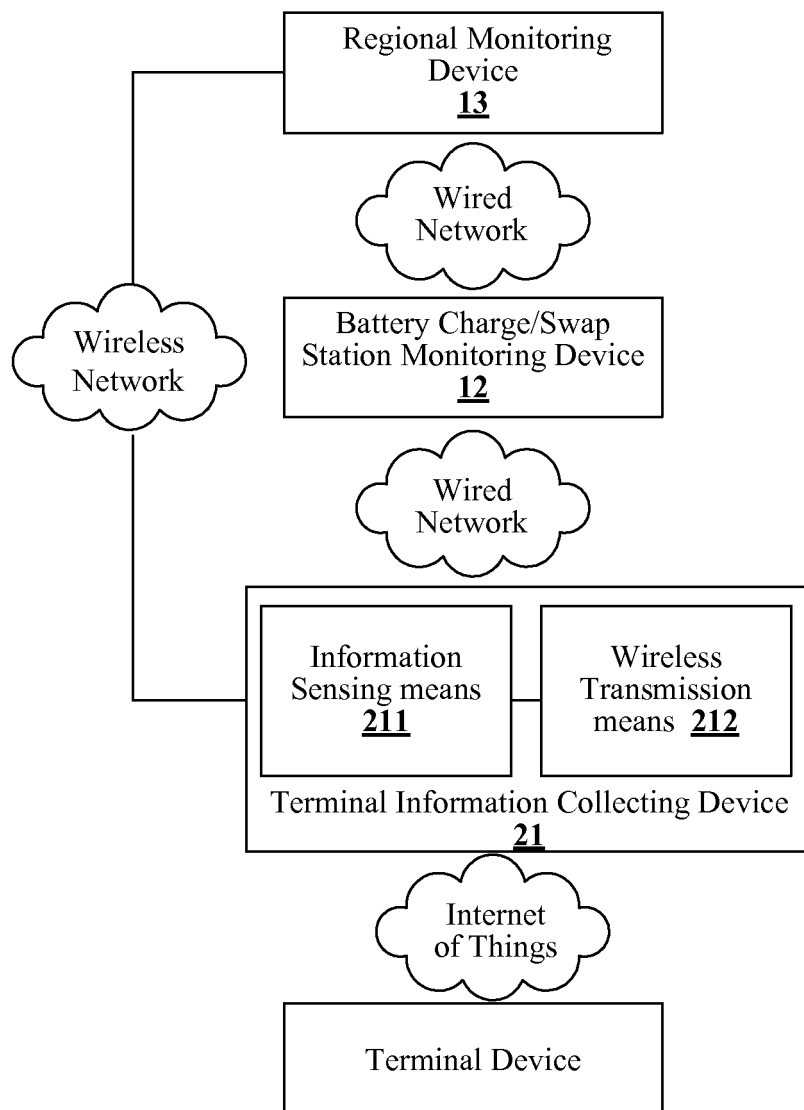 Regional Monitoring
Device
13
Wired
Network
Battery Charge/Swap
Station Monitoring Device
12
Wireless
Network
Wired
Network
Information
Sensing means
211
Wireless
Transmission
means 212
Terminal Information Collecting Device
21
Internet
of Things
Terminal Device